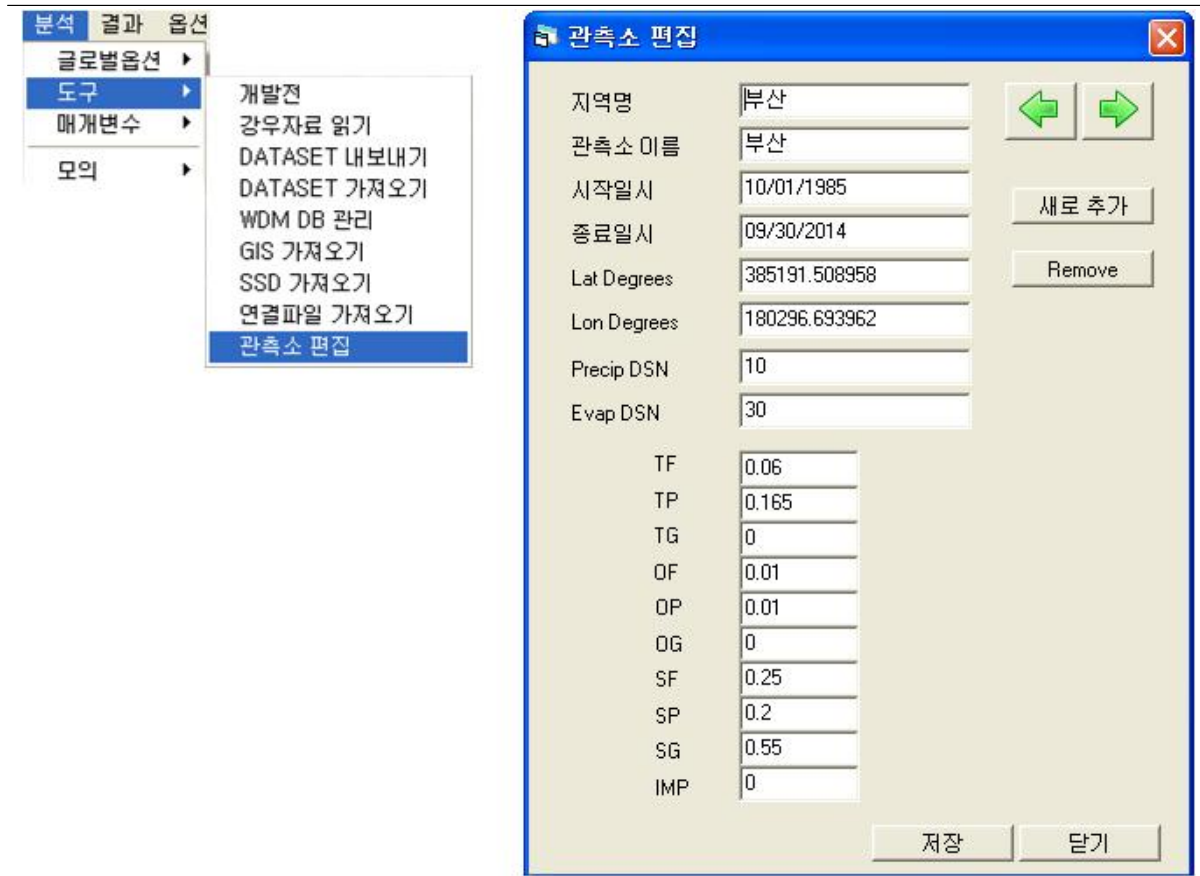 분석 결과 옵션
글로벌옵션
도구
매개변수
모의
개발전
강우자료 읽기
DATASET 내보내기
DATASET 가져오기
WDM DB 관리
GIS 가져오기
SSD 가져오기
연결파일 가져오기
관측소 편집
관측소 편집
지역명 부산
관측소 이름 부산
시작일시 10/01/1985
종료일시 09/30/2014
Lat Degrees 385191.508958
Lon Degrees 180296.693962
Precip DSN 10
Evap DSN 30
새로 추가
Remove
TF 0.06
TP 0.165
TG 0
OF 0.01
OP 0.01
OG 0
SF 0.25
SP 0.2
SG 0.55
IMP 0
저장 닫기